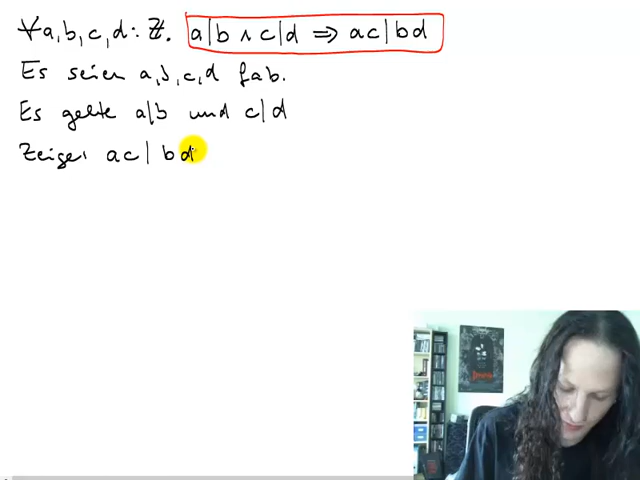 ∀a,b,c,d:ℤ. a|b ∧ c|d ⇒ ac|bd
Es seien a,b,c,d fab.
Es gelte a|b und c|d
Zeige: ac|bd